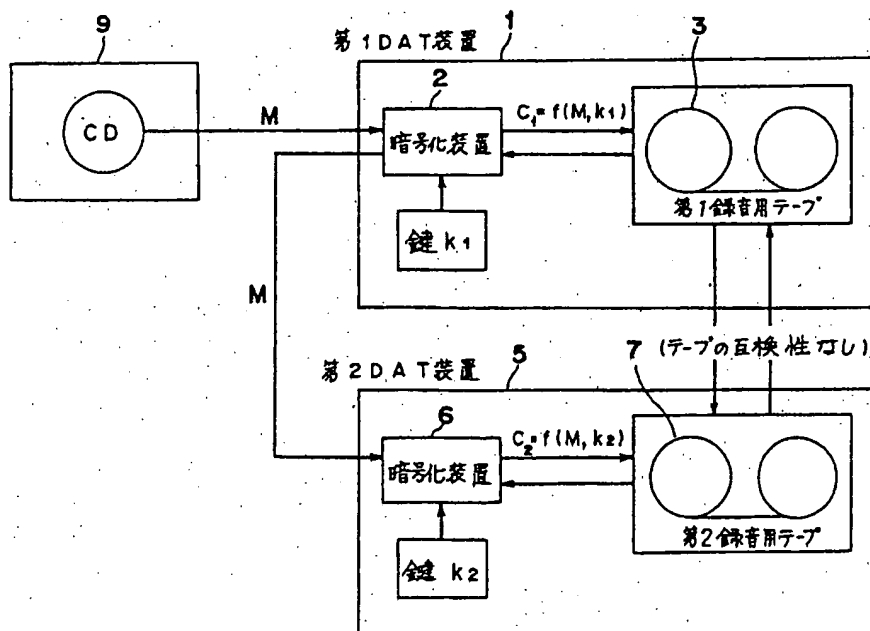 9
第1DAT装置
1
3
2
CD
M
暗号化装置
C₁=f(M,k1)
第1録音用テープ
鍵 k1
M
(テープの互換性なし)
7
第2DAT装置
5
6
暗号化装置
C₂=f(M,k2)
第2録音用テープ
鍵 k2